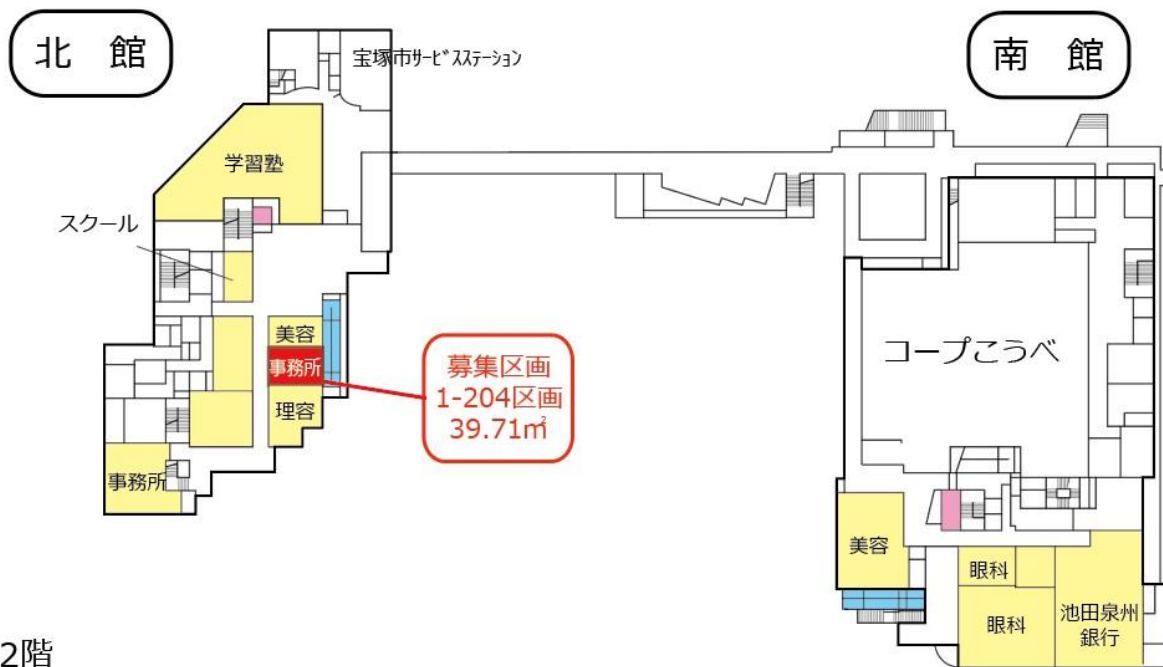 北　館
南　館
宝塚市ｻｰﾋﾞｽｽﾃｰｼｮﾝ
学習塾
スクール
美容
事務所
理容
事務所
募集区画
1-204区画
39.71㎡
コープこうべ
美容
眼科
眼科
池田泉州
銀行
2階